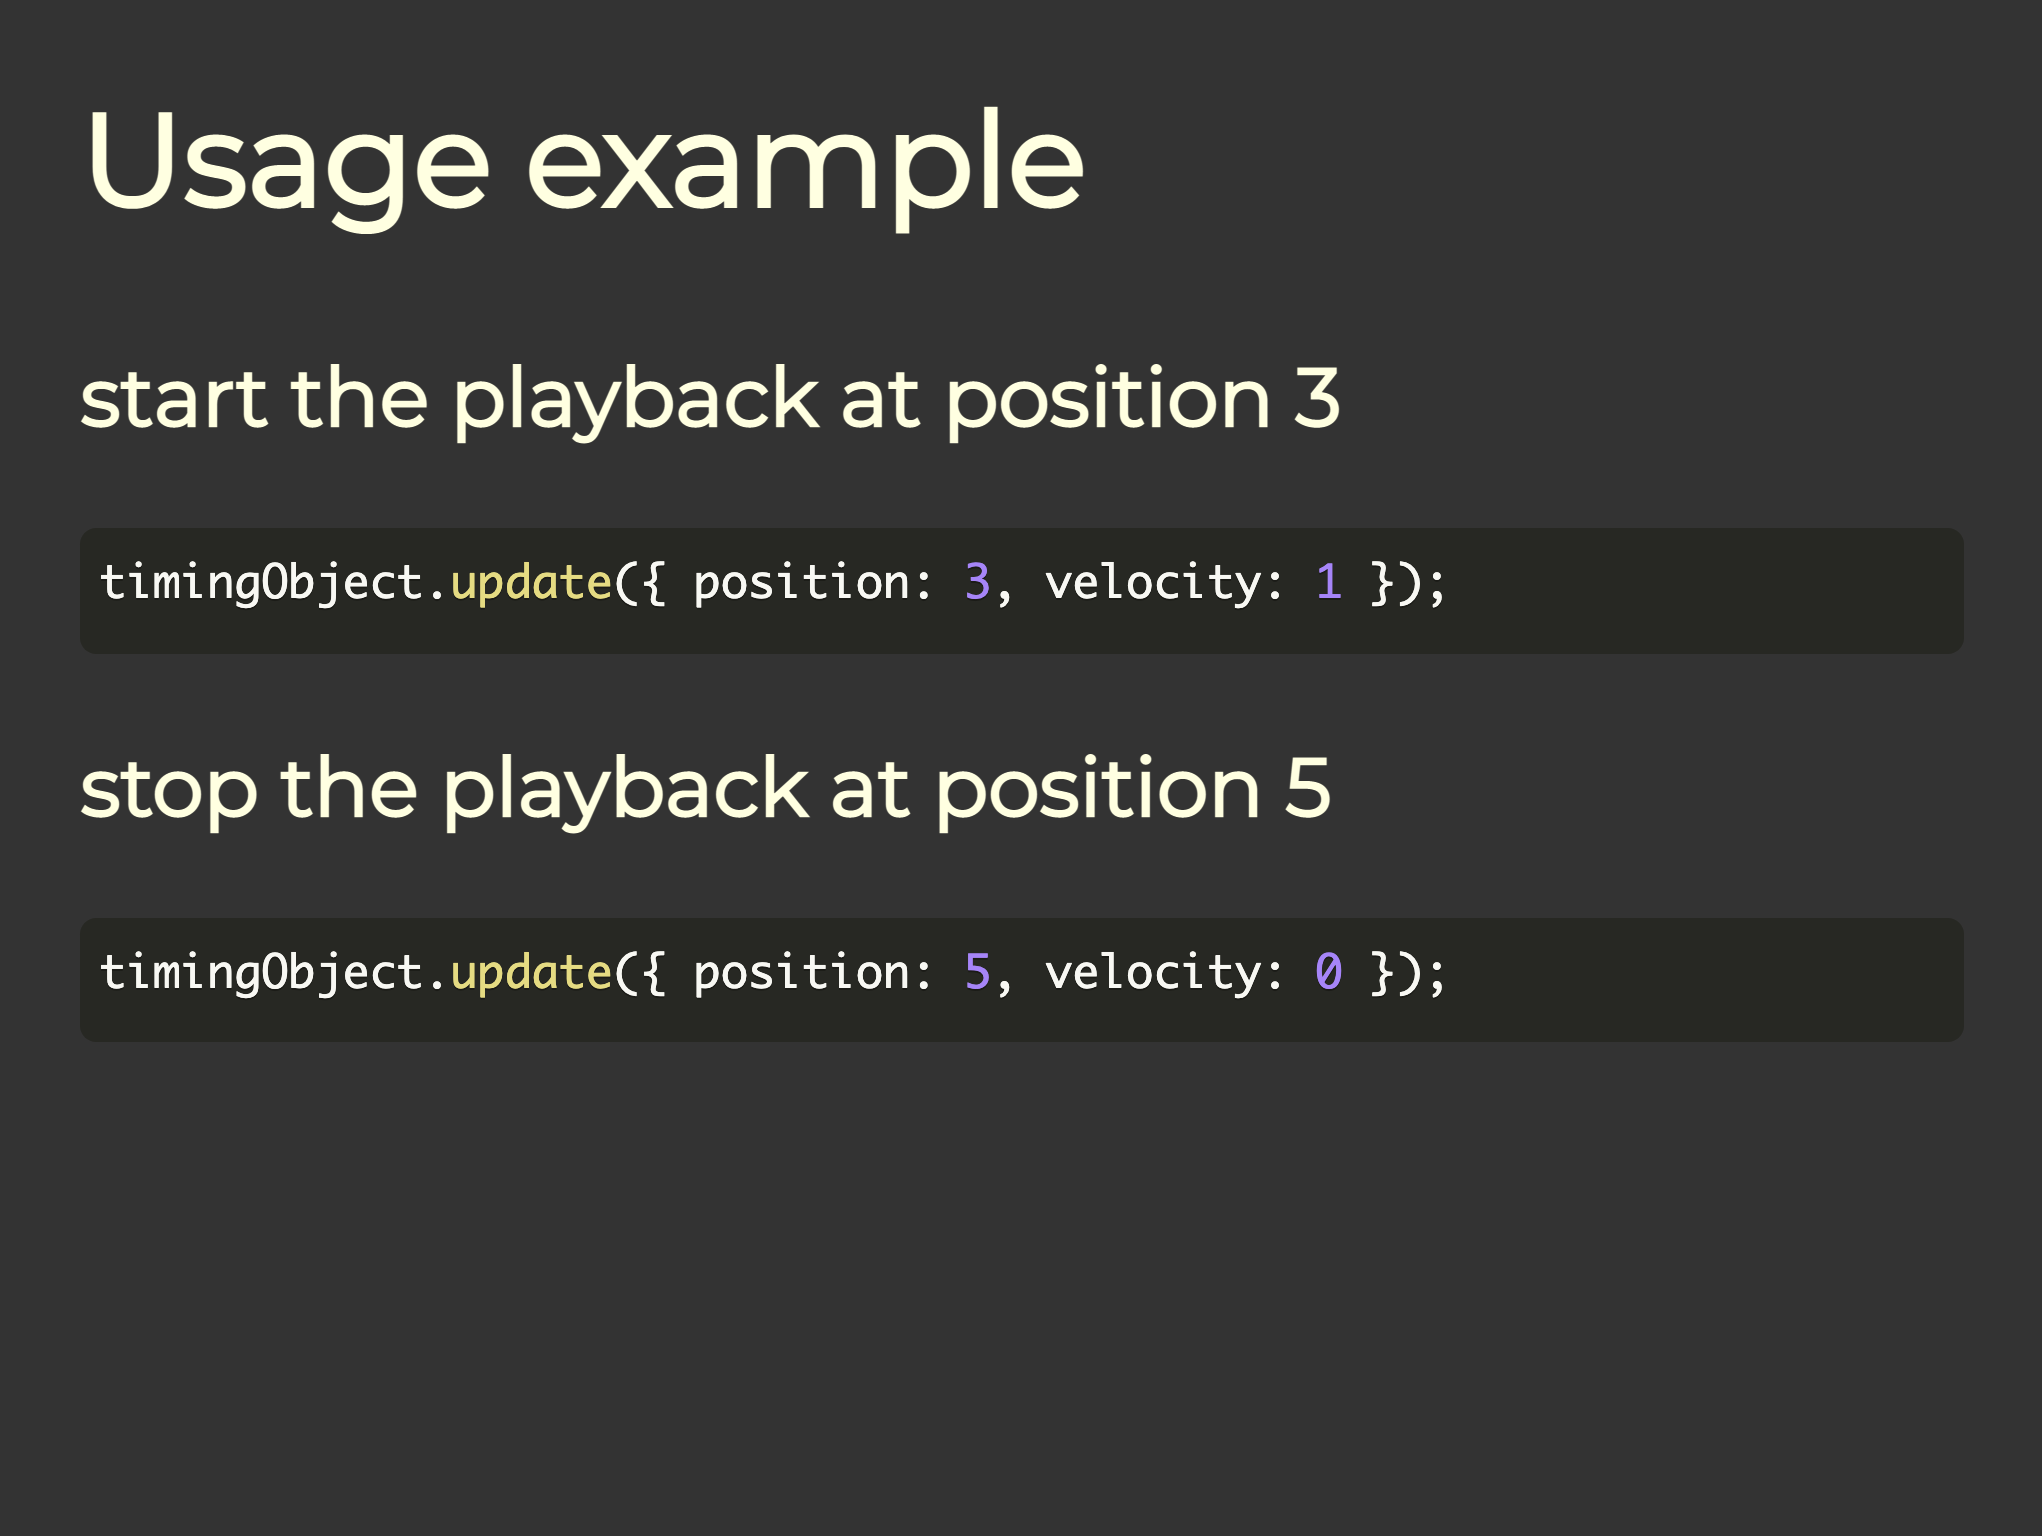 Usage example
start the playback at position 3
timingObject.update({ position: 3, velocity: 1 });
stop the playback at position 5
timingObject.update({ position: 5, velocity: 0 });